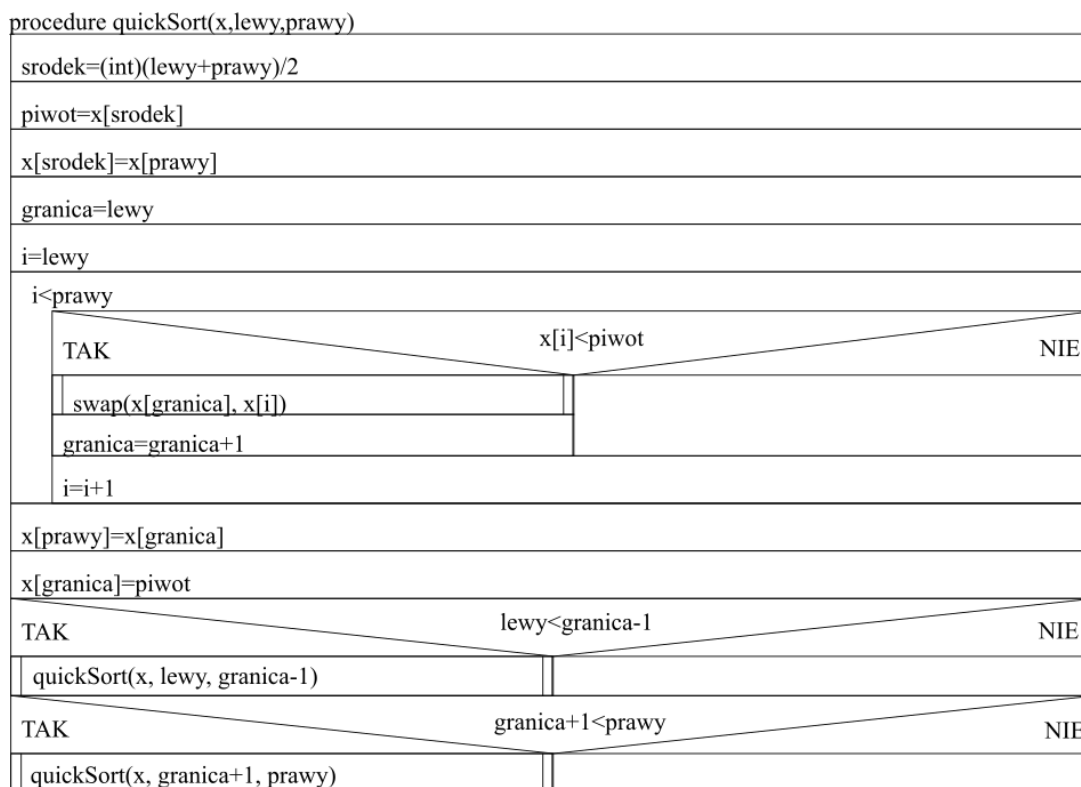 procedure quickSort(x,lewy,prawy)
srodek=(int)(lewy+prawy)/2
piwot=x[srodek]
x[srodek]=x[prawy]
granica=lewy
i=lewy
i<prawy
x[i]<piwot
TAK
NIE
swap(x[granica], x[i])
granica=granica+1
i=i+1
x[prawy]=x[granica]
x[granica]=piwot
lewy<granica-1
TAK
NIE
quickSort(x, lewy, granica-1)
granica+1<prawy
TAK
NIE
quickSort(x, granica+1, prawy)